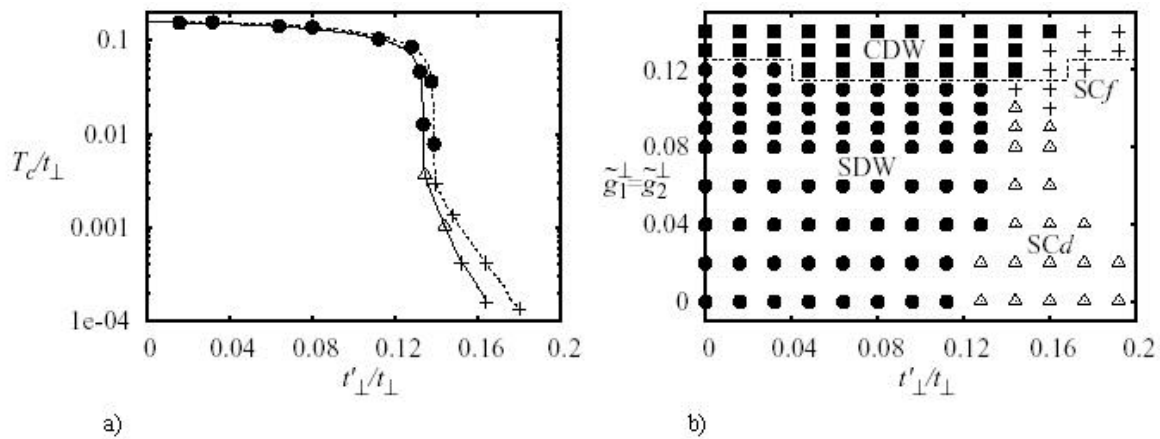 0.1
0.01
T_c/t_⊥
0.001
1e-04
0 0.04 0.08 0.12 0.16 0.2
t'_⊥/t_⊥
a)
CDW
0.12
SCf
0.08
SDW
g̃_1^⊥=g̃_2^⊥
0.04
SCd
0
0 0.04 0.08 0.12 0.16 0.2
t'_⊥/t_⊥
b)